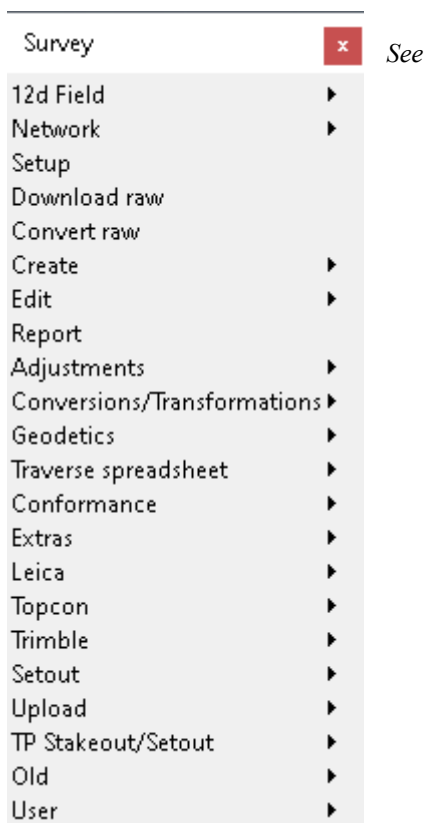 Survey
x
See
12d Field
Network
Setup
Download raw
Convert raw
Create
Edit
Report
Adjustments
Conversions/Transformations
Geodetics
Traverse spreadsheet
Conformance
Extras
Leica
Topcon
Trimble
Setout
Upload
TP Stakeout/Setout
Old
User